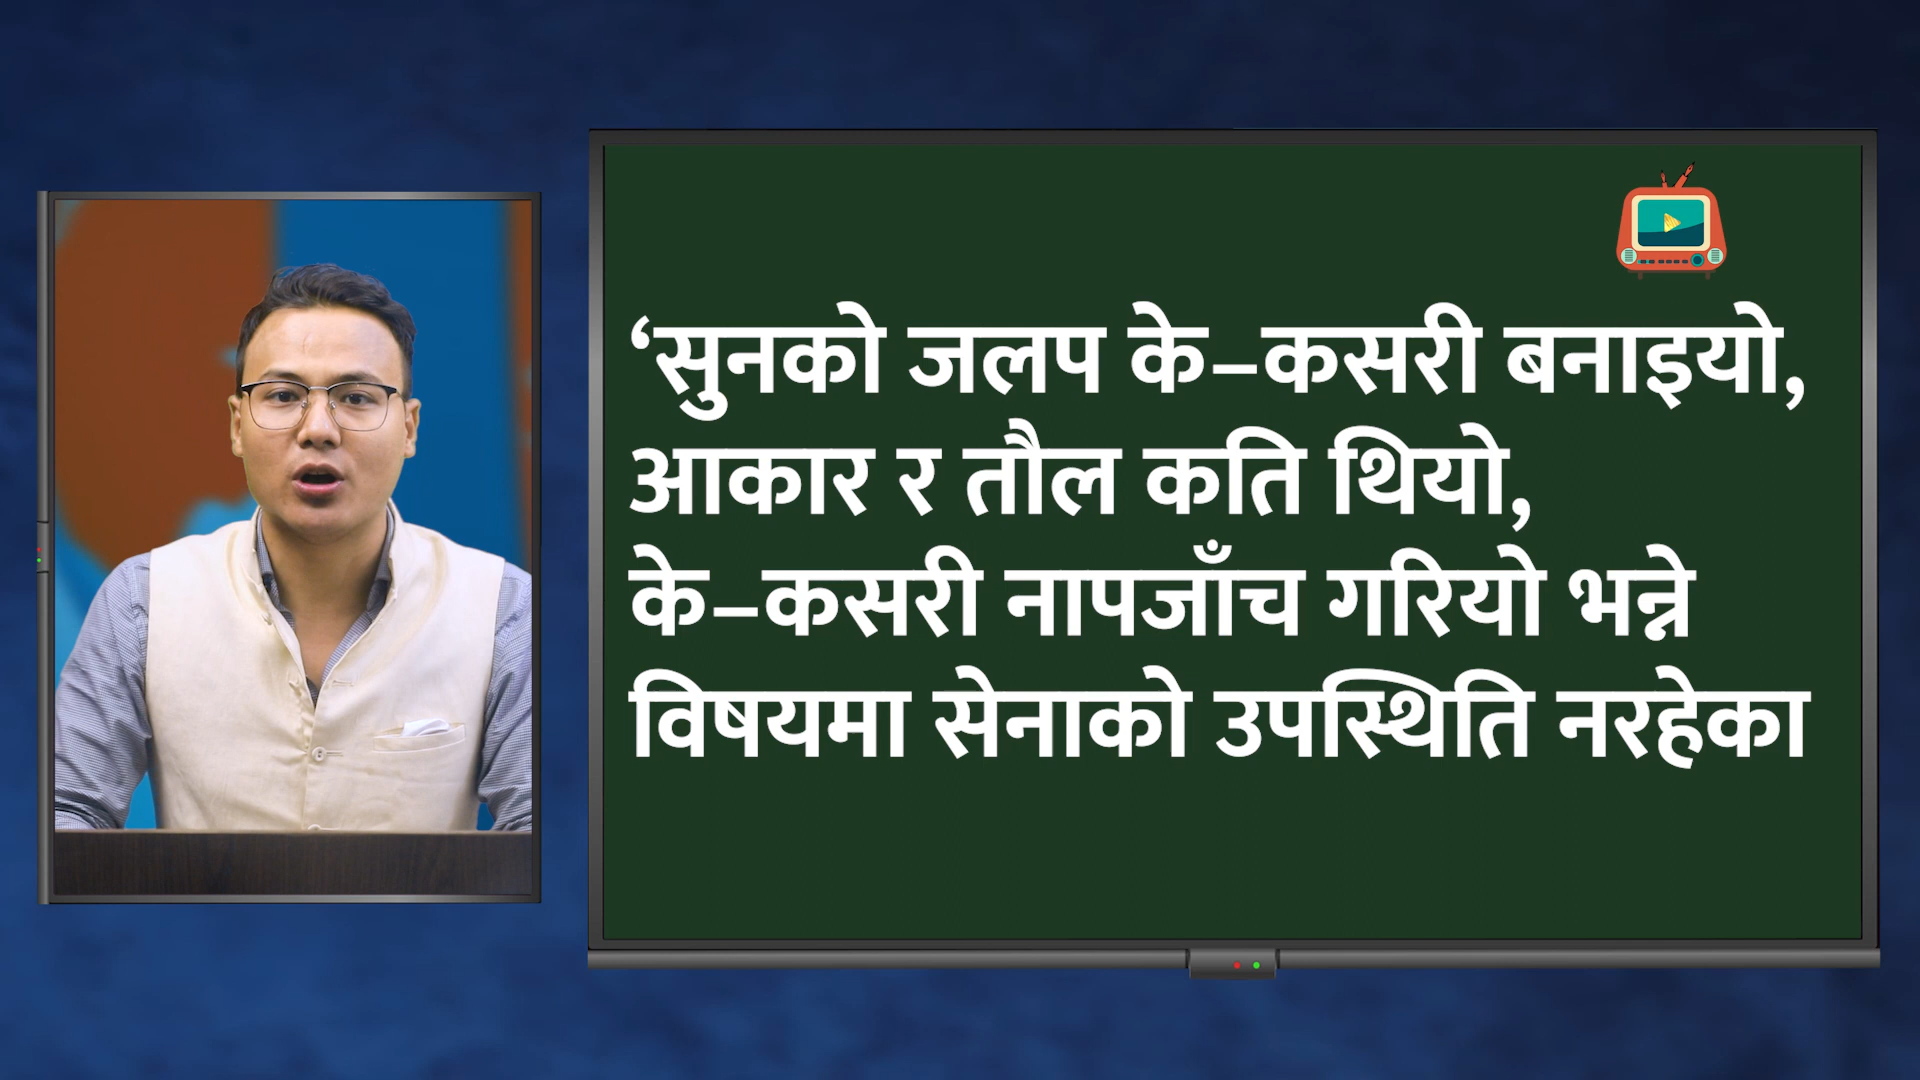 ‘सुनको जलप के–कसरी बनाइयो,
आकार र तौल कति थियो,
के–कसरी नापजाँच गरियो भन्ने
विषयमा सेनाको उपस्थिति नरहेका